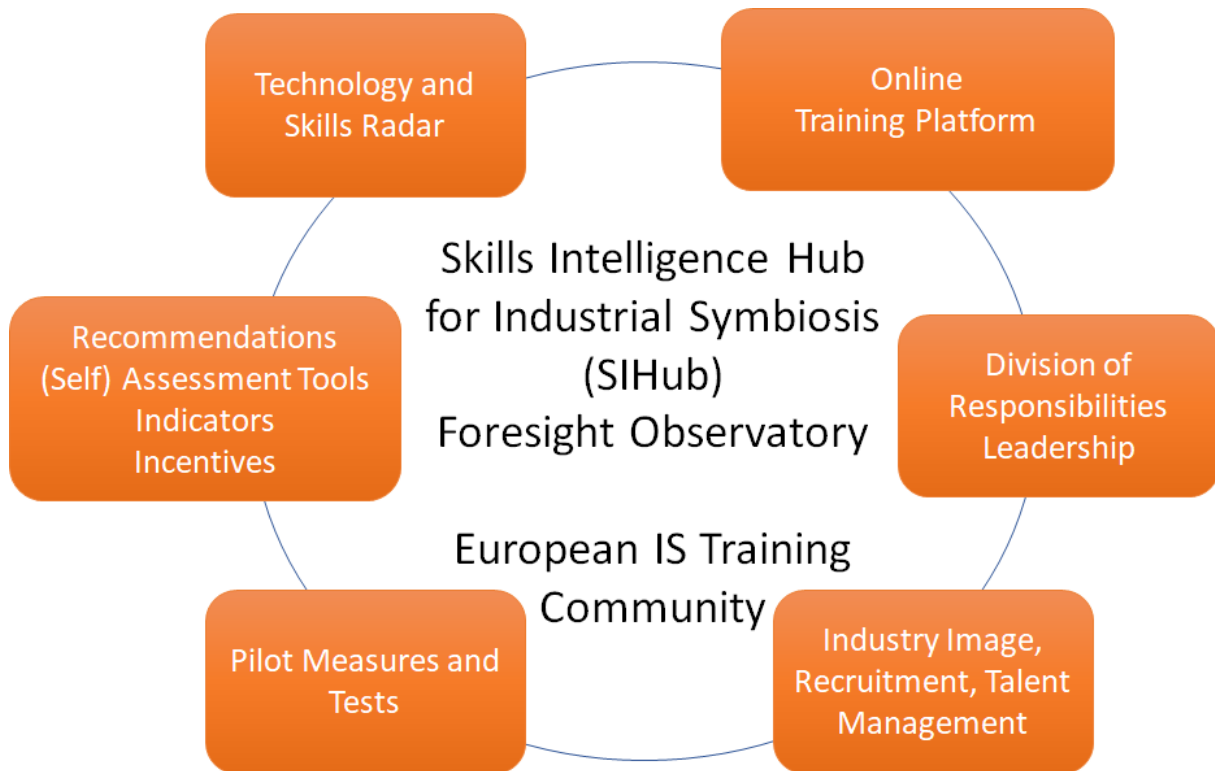 Technology and
Skills Radar
Online
Training Platform
Skills Intelligence Hub
for Industrial Symbiosis
(SIHub)
Foresight Observatory
Recommendations
(Self) Assessment Tools
Indicators
Incentives
Division of
Responsibilities
Leadership
European IS Training
Community
Pilot Measures and
Tests
Industry Image,
Recruitment, Talent
Management